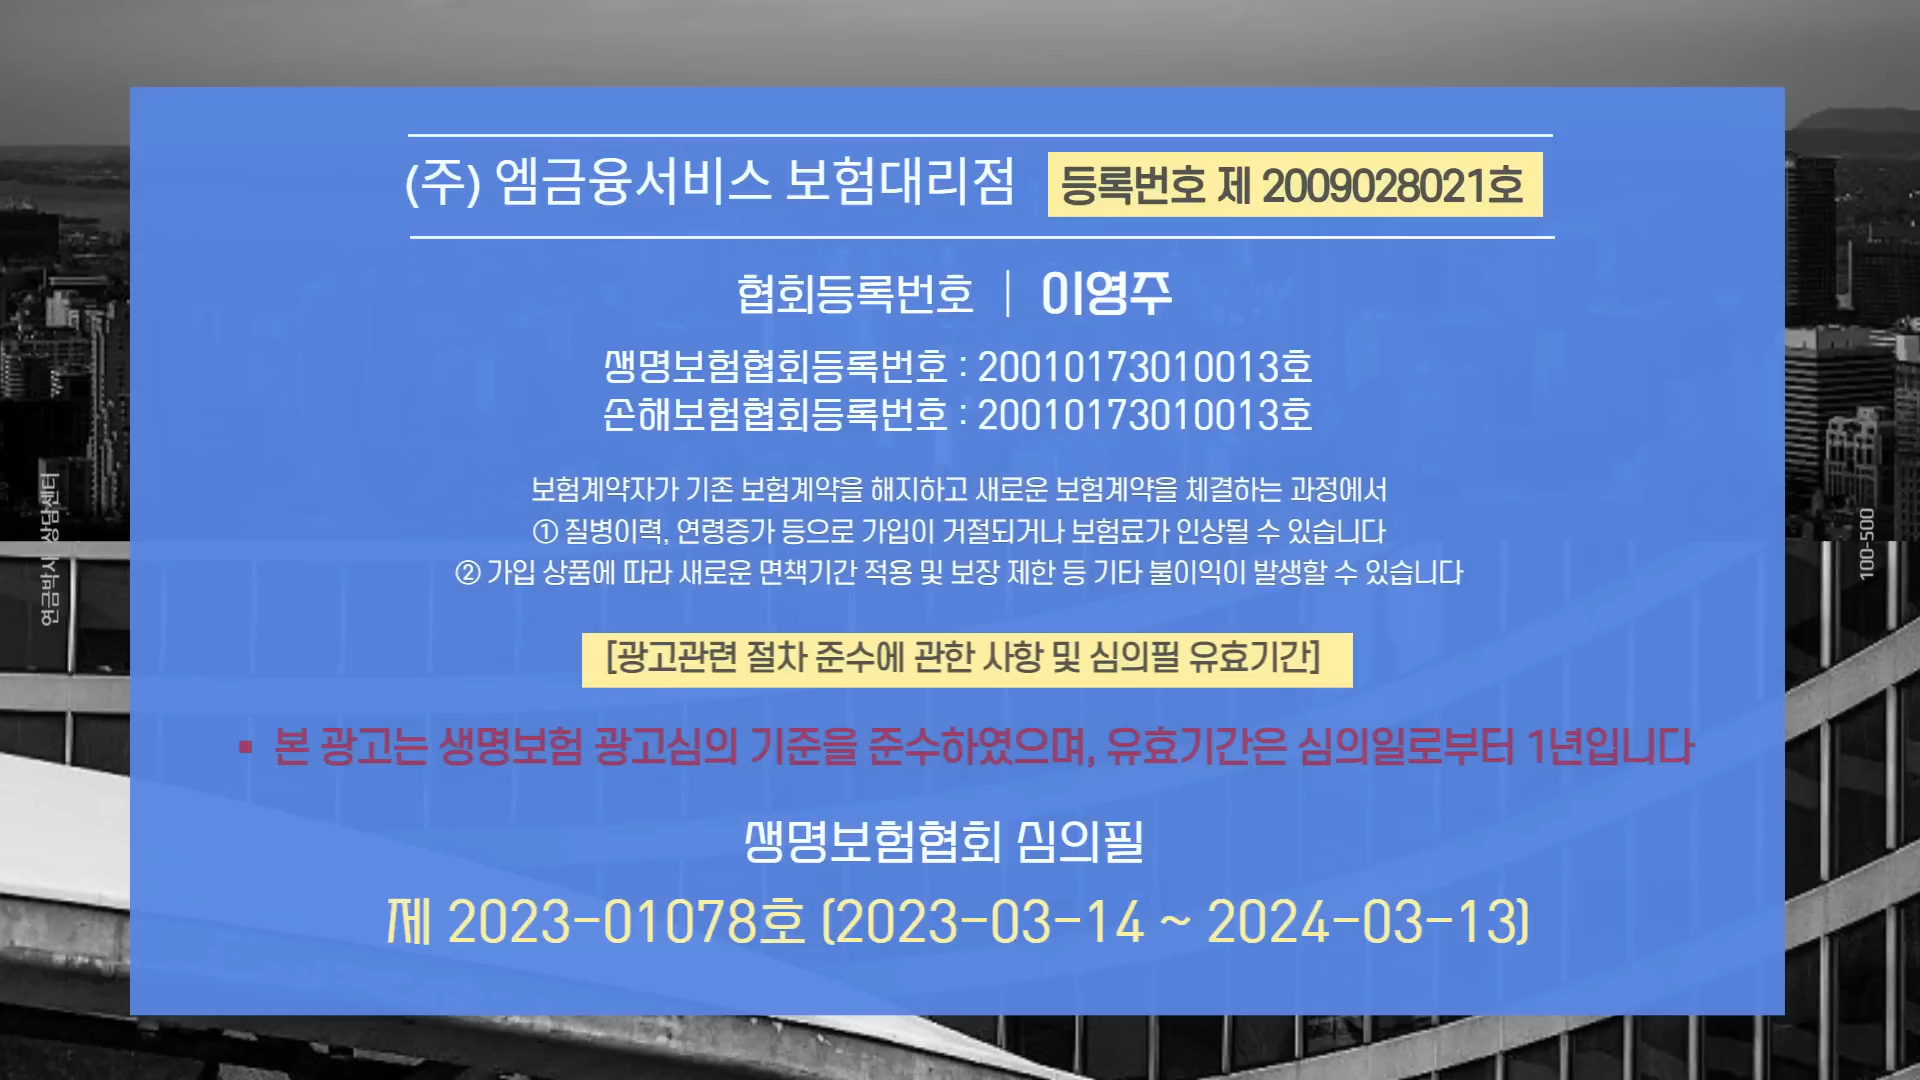 (주) 엠금융서비스 보험대리점 등록번호 제 2009028021호
협회등록번호 | 이영주
생명보험협회등록번호 : 20010173010013호
손해보험협회등록번호 : 20010173010013호
보험계약자가 기존 보험계약을 해지하고 새로운 보험계약을 체결하는 과정에서
① 질병이력, 연령증가 등으로 가입이 거절되거나 보험료가 인상될 수 있습니다
② 가입 상품에 따라 새로운 면책기간 적용 및 보장 제한 등 기타 불이익이 발생할 수 있습니다
[광고관련 절차 준수에 관한 사항 및 심의필 유효기간]
▪ 본 광고는 생명보험 광고심의 기준을 준수하였으며, 유효기간은 심의일로부터 1년입니다
생명보험협회 심의필
제 2023-01078호 (2023-03-14 ~ 2024-03-13)
연금박사 상담센터
100-500